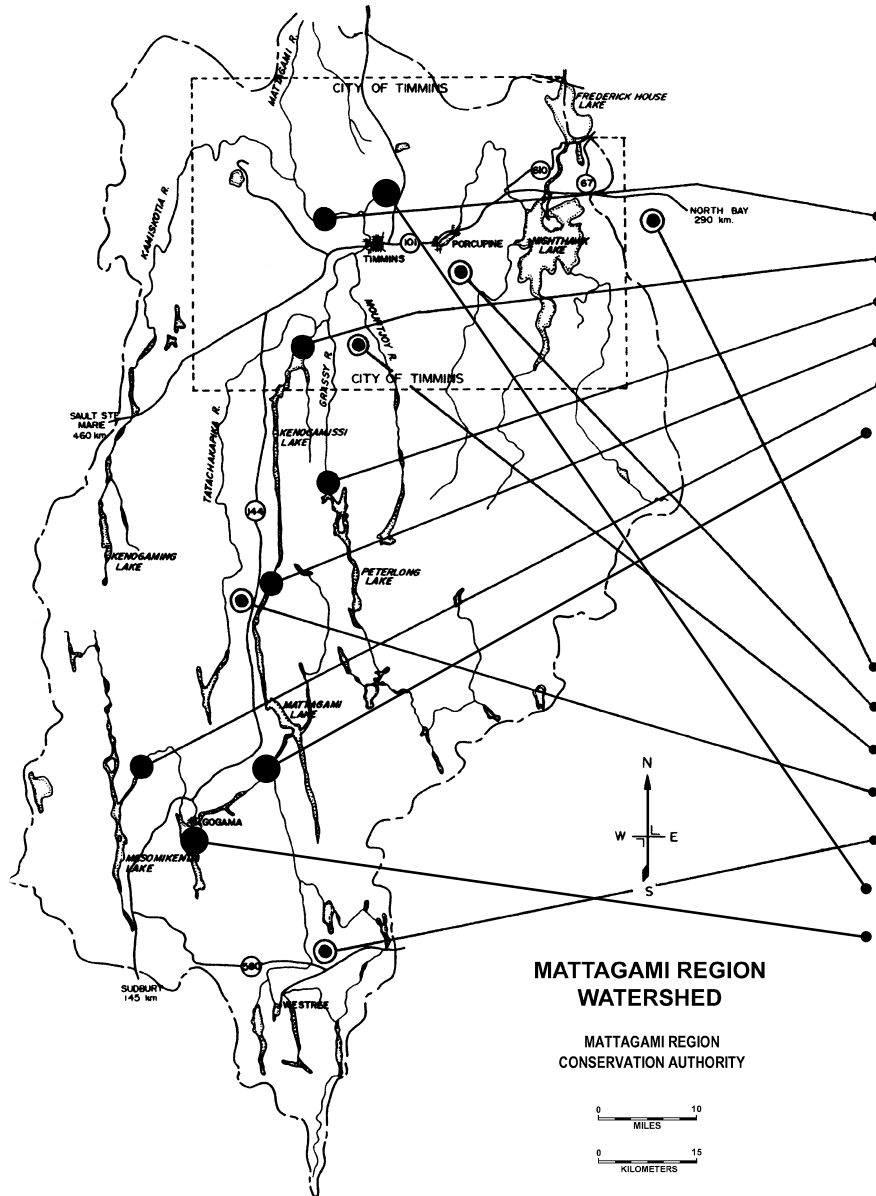 MATTAGAMI R.
CITY OF TIMMINS
FREDERICK HOUSE
LAKE
610
67
NORTH BAY
290 km.
KAMISKOTIA R.
101
PORCUPINE
TIMMINS
NIGHTHAWK
LAKE
MOUNTJOY R.
GRASSY R.
CITY OF TIMMINS
SAULT STE
MARIE
460 km
TATACHAKAPIKA R.
KENOGAMISSI
LAKE
144
KENOGAMING
LAKE
PETERLONG
LAKE
MATTAGAMI
LAKE
N
W
E
S
GOGAMA
MESOMIKENDA
LAKE
560
SUDBURY
145 km
WESTREE
MATTAGAMI REGION
WATERSHED
MATTAGAMI REGION
CONSERVATION AUTHORITY
0 10
MILES
0 15
KILOMETERS